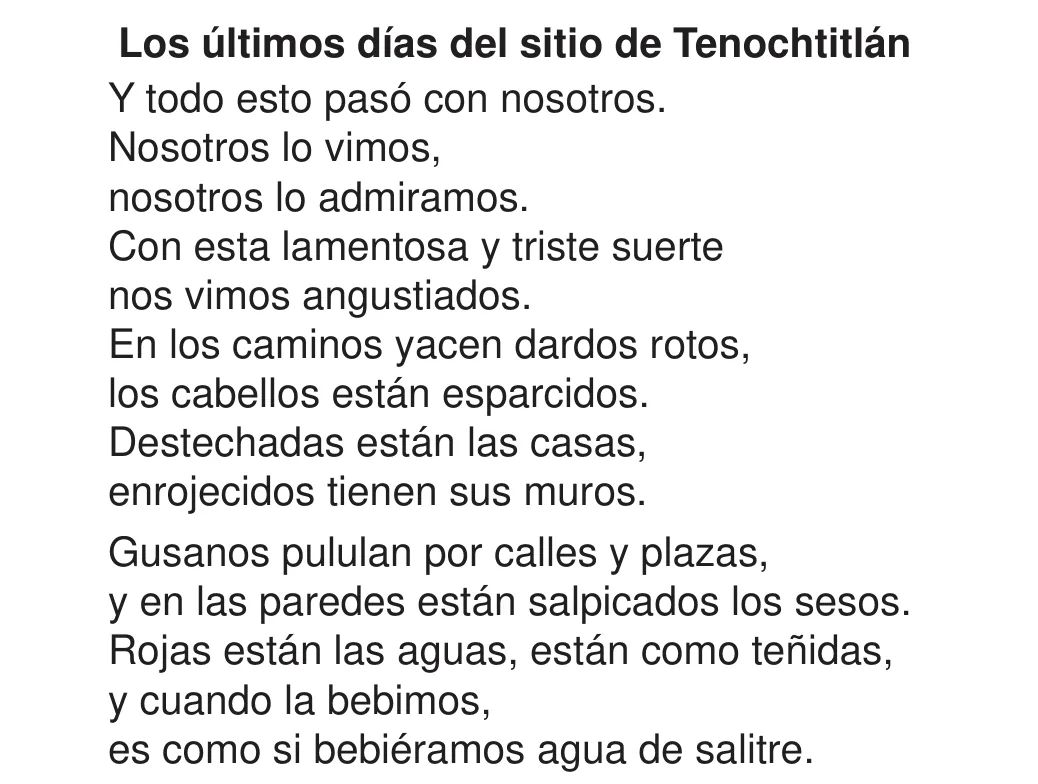 Los últimos días del sitio de Tenochtitlán
Y todo esto pasó con nosotros.
Nosotros lo vimos,
nosotros lo admiramos.
Con esta lamentosa y triste suerte
nos vimos angustiados.
En los caminos yacen dardos rotos,
los cabellos están esparcidos.
Destechadas están las casas,
enrojecidos tienen sus muros.
Gusanos pululan por calles y plazas,
y en las paredes están salpicados los sesos.
Rojas están las aguas, están como teñidas,
y cuando la bebimos,
es como si bebiéramos agua de salitre.